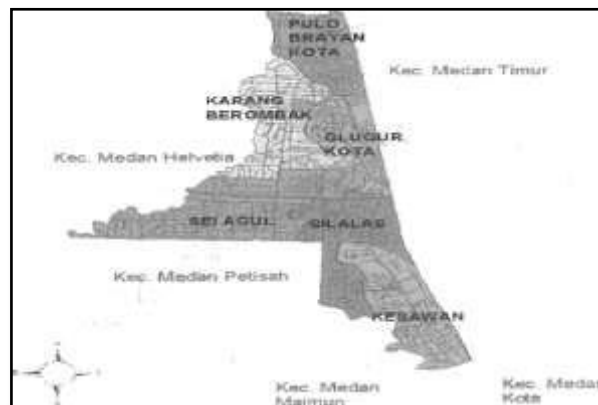 PULO
BRAYAN
KOTA
Kec. Medan Timur
KARANG
BEROMBAK
GLUGUR
KOTA
Kec. Medan Helvetia
SEI AGUL
SILALAS
Kec. Medan Petisah
KESAWAN
Kec. Medan
Maimun
Kec. Medan
Kota